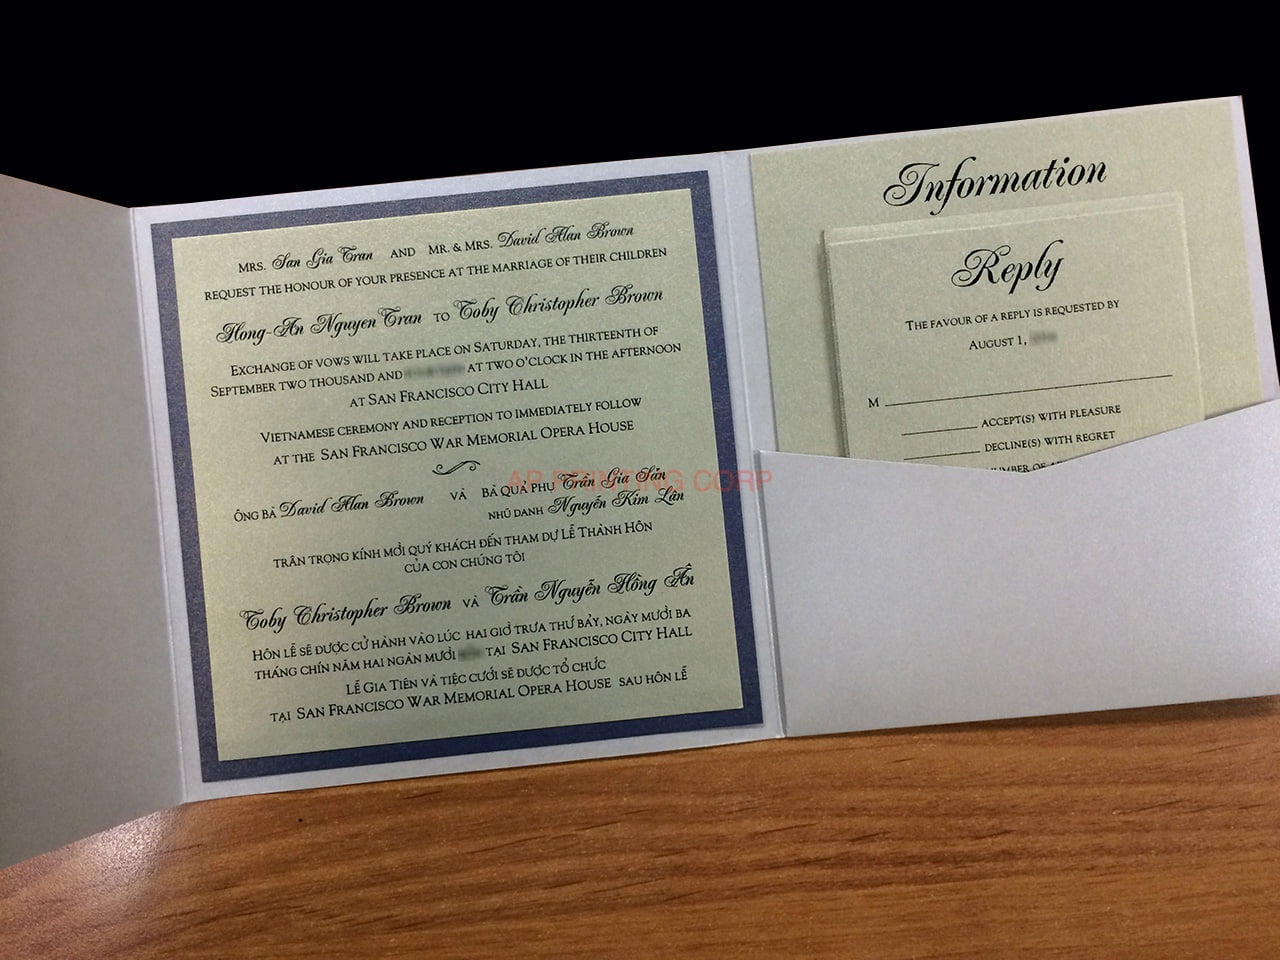 Mrs. San Gia Tran and Mr. & Mrs. David Alan Brown
request the honour of your presence at the marriage of their children
Hong-An Nguyen Tran to Toby Christopher Brown
Exchange of vows will take place on Saturday, the thirteenth of
September two thousand and at two o'clock in the afternoon
at San Francisco City Hall
Vietnamese ceremony and reception to immediately follow
at the San Francisco War Memorial Opera House
AP PRINTING CORP
Ông Bà David Alan Brown và Bà Quả Phụ Trần Gia Sản
nhũ danh Nguyễn Kim Lân
Trân trọng kính mời quý khách đến tham dự Lễ Thành Hôn
của con chúng tôi
Toby Christopher Brown và Trần Nguyễn Hồng Ân
Hôn lễ sẽ được cử hành vào lúc hai giờ trưa thứ bảy, ngày mười ba
tháng chín năm hai ngàn mười tại San Francisco City Hall
Lễ Gia Tiên và tiệc cưới sẽ được tổ chức
tại San Francisco War Memorial Opera House sau hôn lễ
Information
Reply
The favour of a reply is requested by
August 1,
M
accept(s) with pleasure
decline(s) with regret